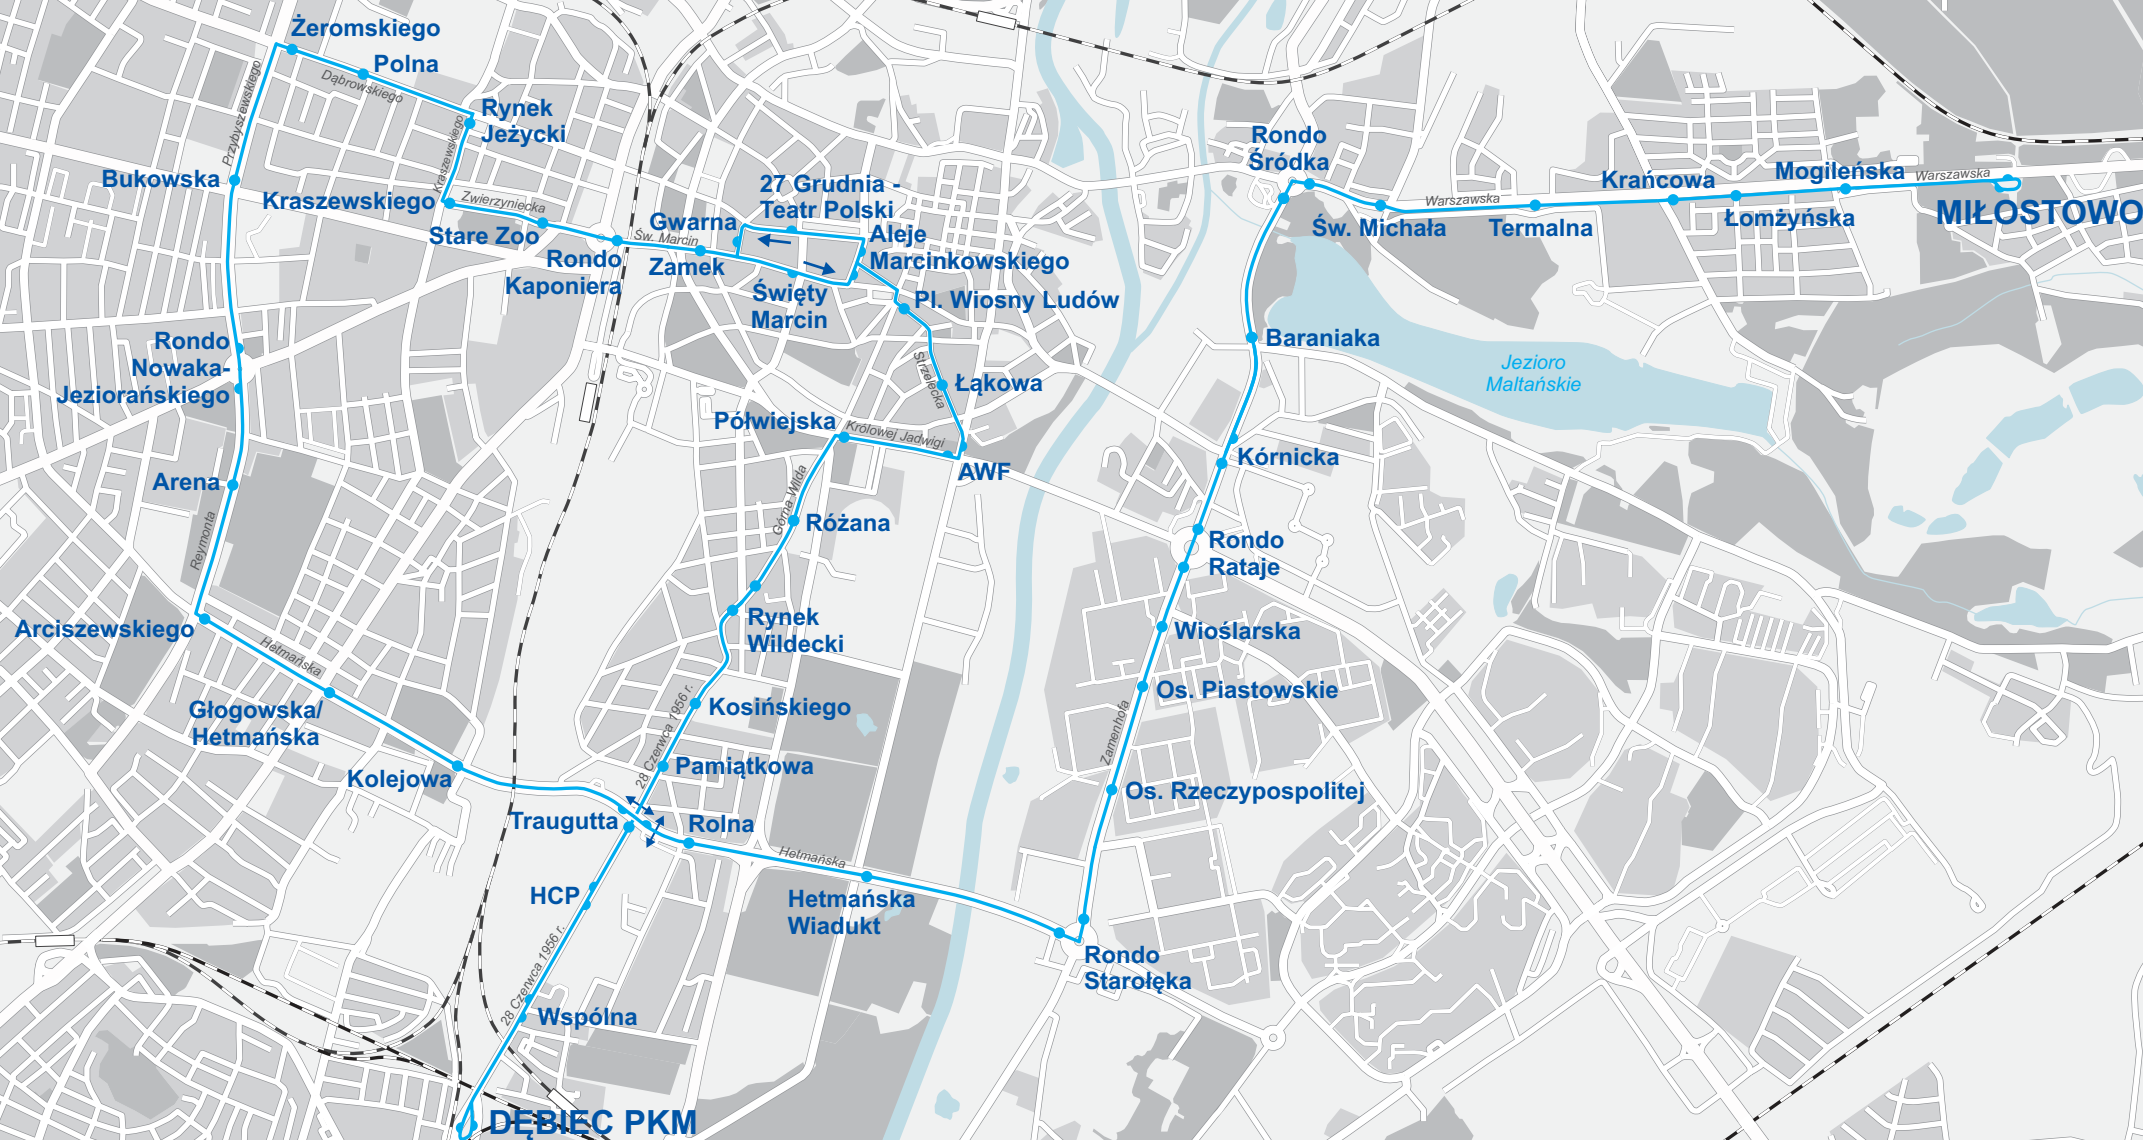 Żeromskiego
Polna
Dąbrowskiego
Przybyszewskiego
Rynek
Jeżycki
Kraszewskiego
Bukowska
Kraszewskiego
Zwierzyniecka
Stare Zoo
Rondo
Kaponiera
Św. Marcin
Gwarna
Zamek
27 Grudnia -
Teatr Polski
Aleje
Marcinkowskiego
Święty
Marcin
Pl. Wiosny Ludów
Strzelecka
Łąkowa
Rondo
Śródka
Św. Michała
Warszawska
Termalna
Krańcowa
Łomżyńska
Mogileńska
Warszawska
MIŁOSTOWO
Rondo
Nowaka-
Jeziorańskiego
Baraniaka
Jezioro
Maltańskie
Półwiejska
Królowej Jadwigi
AWF
Kórnicka
Arena
Górna Wilda
Różana
Reymonta
Rondo
Rataje
Arciszewskiego
Hetmańska
Rynek
Wildecki
Wioślarska
Głogowska/
Hetmańska
Kosińskiego
28 Czerwca 1956 r.
Os. Piastowskie
Zamenhofa
Kolejowa
Pamiątkowa
Os. Rzeczypospolitej
Traugutta
Rolna
Hetmańska
HCP
Hetmańska
Wiadukt
28 Czerwca 1956 r.
Rondo
Starołęka
Wspólna
DĘBIEC PKM